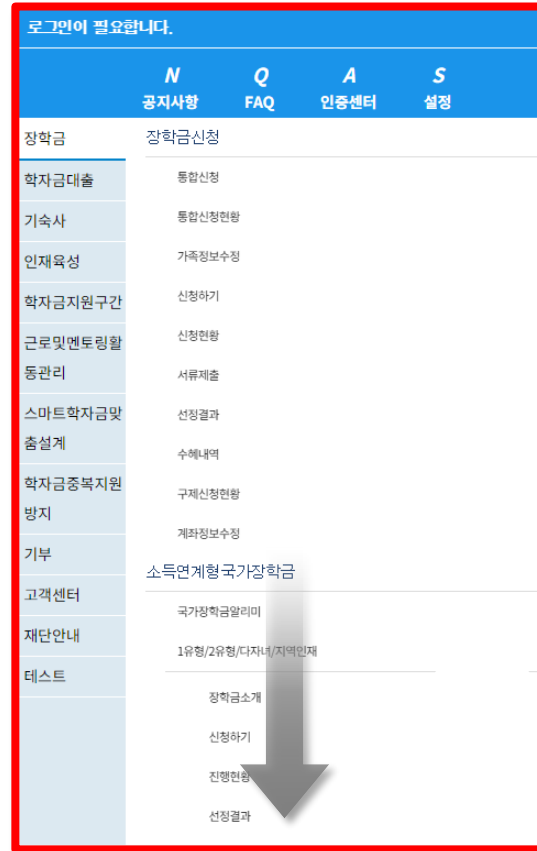 로그인이 필요합니다.
N Q A S
공지사항 FAQ 인증센터 설정
장학금
학자금대출
기숙사
인재육성
학자금지원구간
근로및멘토링활
동관리
스마트학자금맞
춤설계
학자금중복지원
방지
기부
고객센터
재단안내
테스트
장학금신청
통합신청
통합신청현황
가족정보수정
신청하기
신청현황
서류제출
선정결과
수혜내역
구제신청현황
계좌정보수정
소득연계형국가장학금
국가장학금알리미
1유형/2유형/다자녀/지역인재
장학금소개
신청하기
진행현황
선정결과